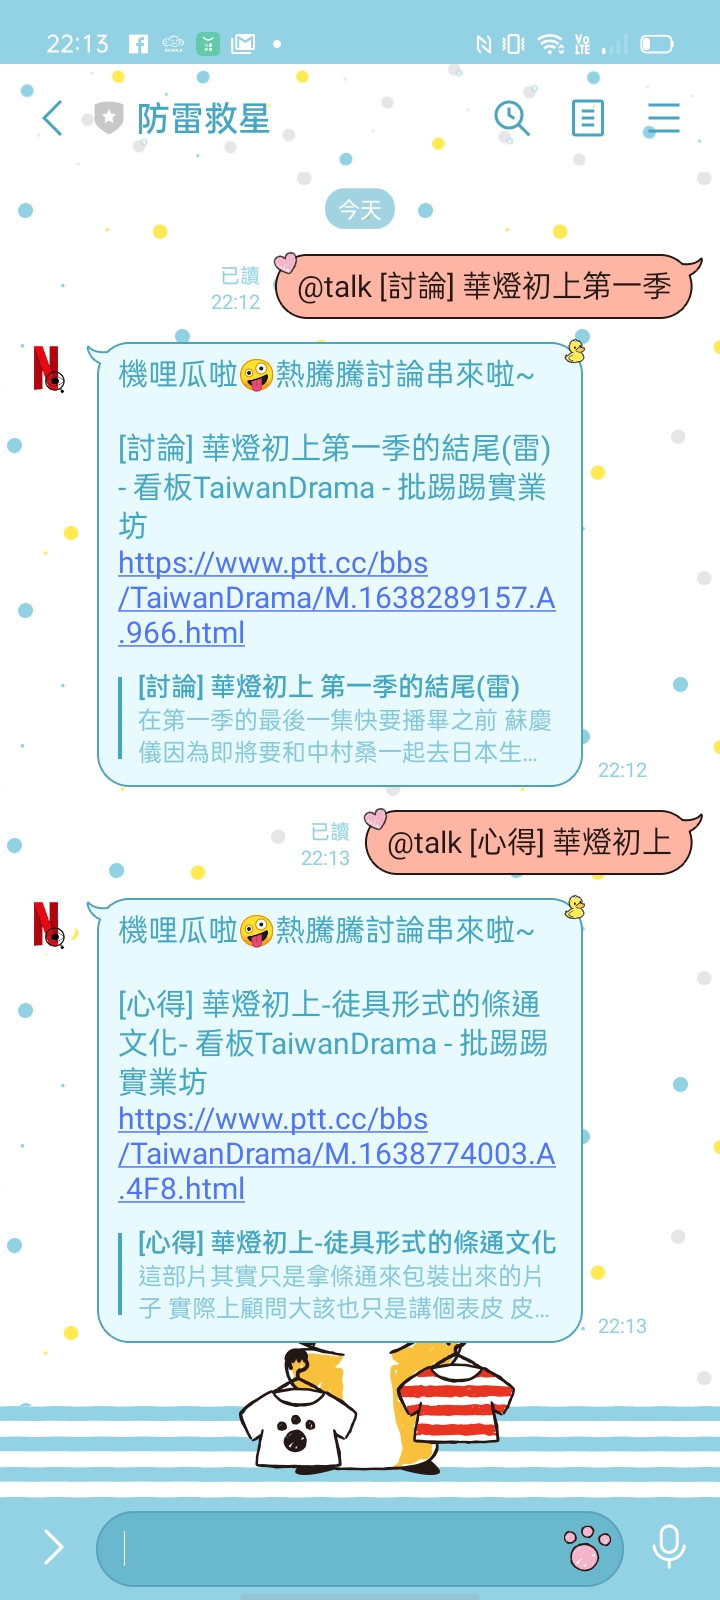 22:13
VoLTE
防雷救星
今天
已讀
22:12
@talk [討論] 華燈初上第一季
機哩瓜啦🤪熱騰騰討論串來啦~
[討論] 華燈初上第一季的結尾(雷)
- 看板TaiwanDrama - 批踢踢實業
坊
https://www.ptt.cc/bbs
/TaiwanDrama/M.1638289157.A
.966.html
[討論] 華燈初上 第一季的結尾(雷)
在第一季的最後一集快要播畢之前 蘇慶
儀因為即將要和中村桑一起去日本生...
22:12
已讀
22:13
@talk [心得] 華燈初上
機哩瓜啦🤪熱騰騰討論串來啦~
[心得] 華燈初上-徒具形式的條通
文化- 看板TaiwanDrama - 批踢踢
實業坊
https://www.ptt.cc/bbs
/TaiwanDrama/M.1638774003.A
.4F8.html
[心得] 華燈初上-徒具形式的條通文化
這部片其實只是拿條通來包裝出來的片
子 實際上顧問大該也只是講個表皮 皮...
22:13